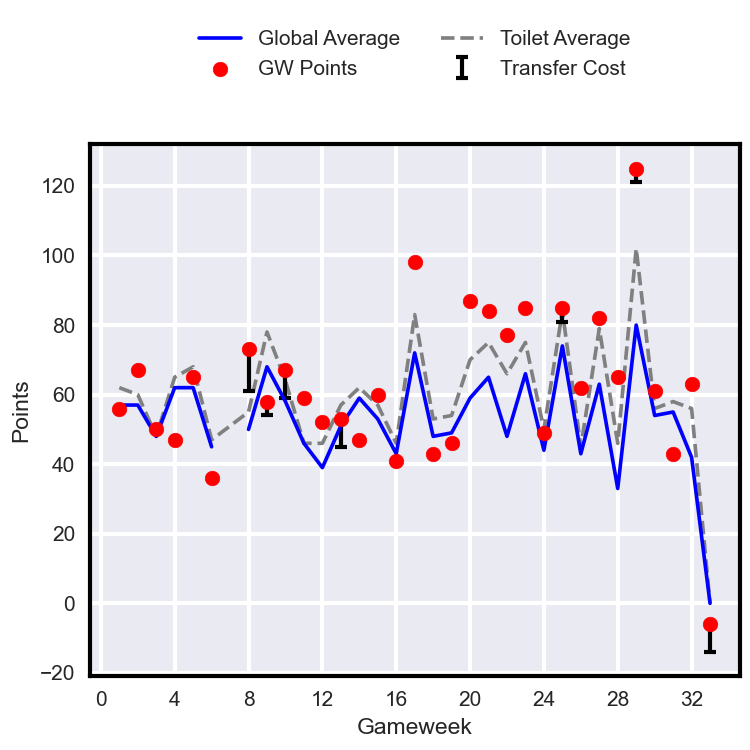 Global Average
Toilet Average
GW Points
Transfer Cost
120
100
80
60
40
20
0
−20
Points
0 4 8 12 16 20 24 28 32
Gameweek